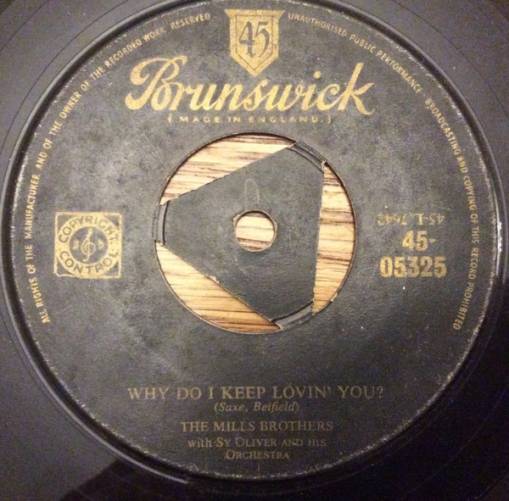 ALL RIGHTS OF THE MANUFACTURER AND OF THE OWNER OF THE RECORDED WORK RESERVED
UNAUTHORISED PUBLIC PERFORMANCE BROADCASTING AND COPYING OF THIS RECORD PROHIBITED
45
Brunswick
( MADE IN ENGLAND. )
COPYRIGHT
CONTROL
45-
05325
WHY DO I KEEP LOVIN' YOU?
(Saxe, Belfield)
THE MILLS BROTHERS
with SY OLIVER AND HIS
ORCHESTRA